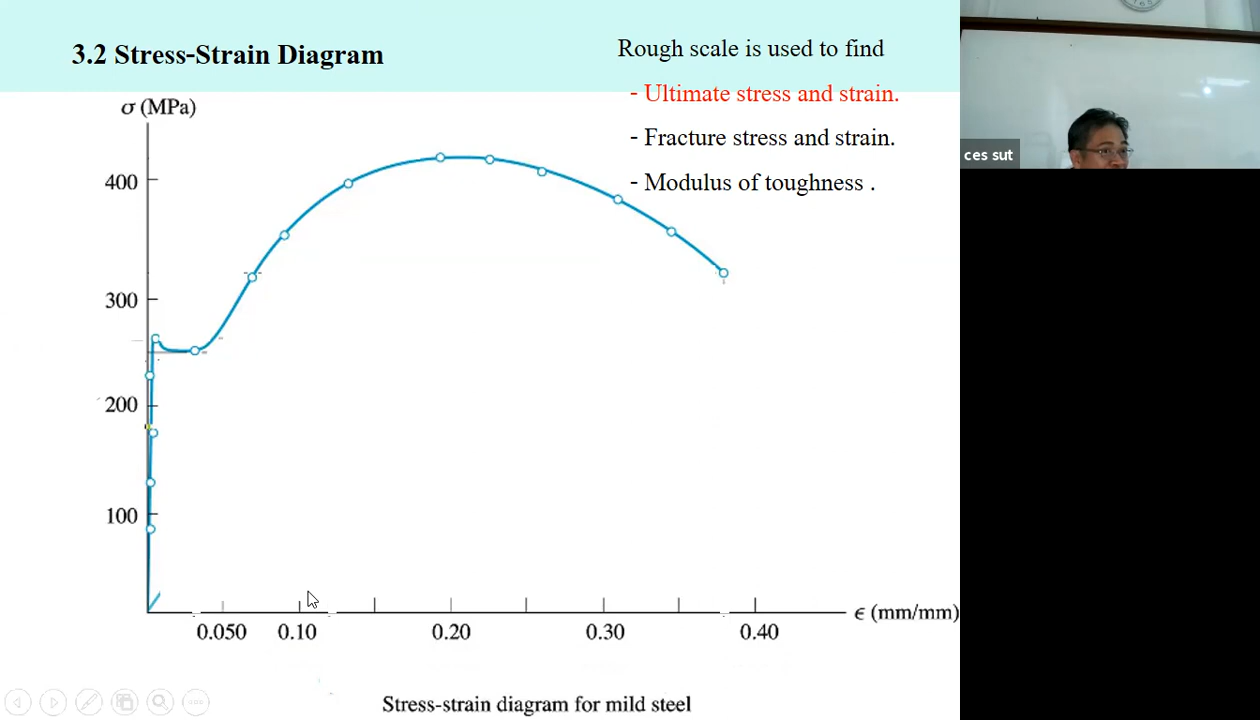 3.2 Stress-Strain Diagram
Rough scale is used to find
- Ultimate stress and strain.
- Fracture stress and strain.
- Modulus of toughness .
σ (MPa)
400
300
200
100
0.050
0.10
0.20
0.30
0.40
ϵ (mm/mm)
Stress-strain diagram for mild steel
ces sut